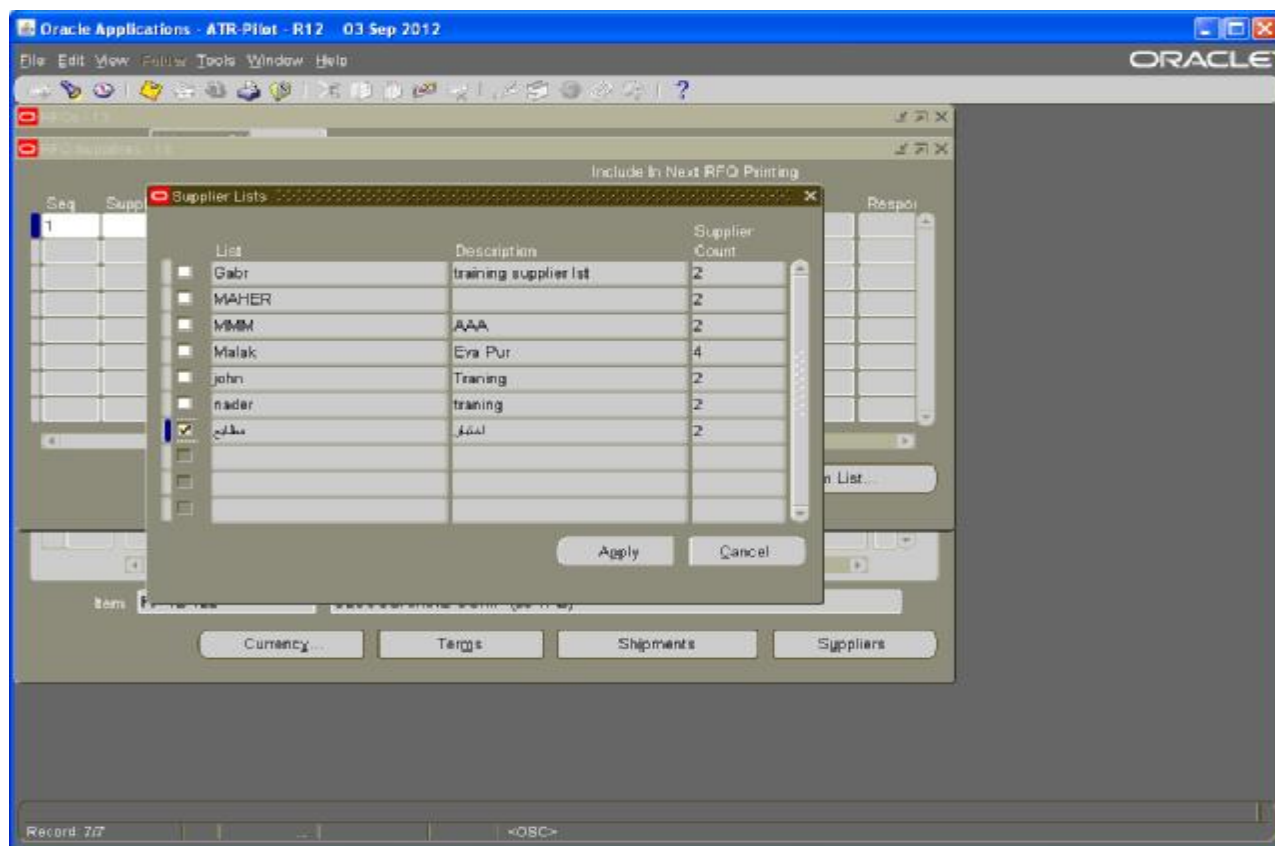 Oracle Applications - ATR-Pilot - R12 03 Sep 2012
File Edit View Folder Tools Window Help
ORACLE
Include In Next RFQ Printing
Seq Suppl Supplier Lists Respon
1
List Description Supplier Count
Gabr training supplier lst 2
MAHER 2
MMM AAA 2
Malak Eva Pur 4
john Traning 2
nader traning 2
مطابع 2
n List...
Apply Cancel
Item
Currency... Terms Shipments Suppliers
Record: 7/7 ... <OSC>